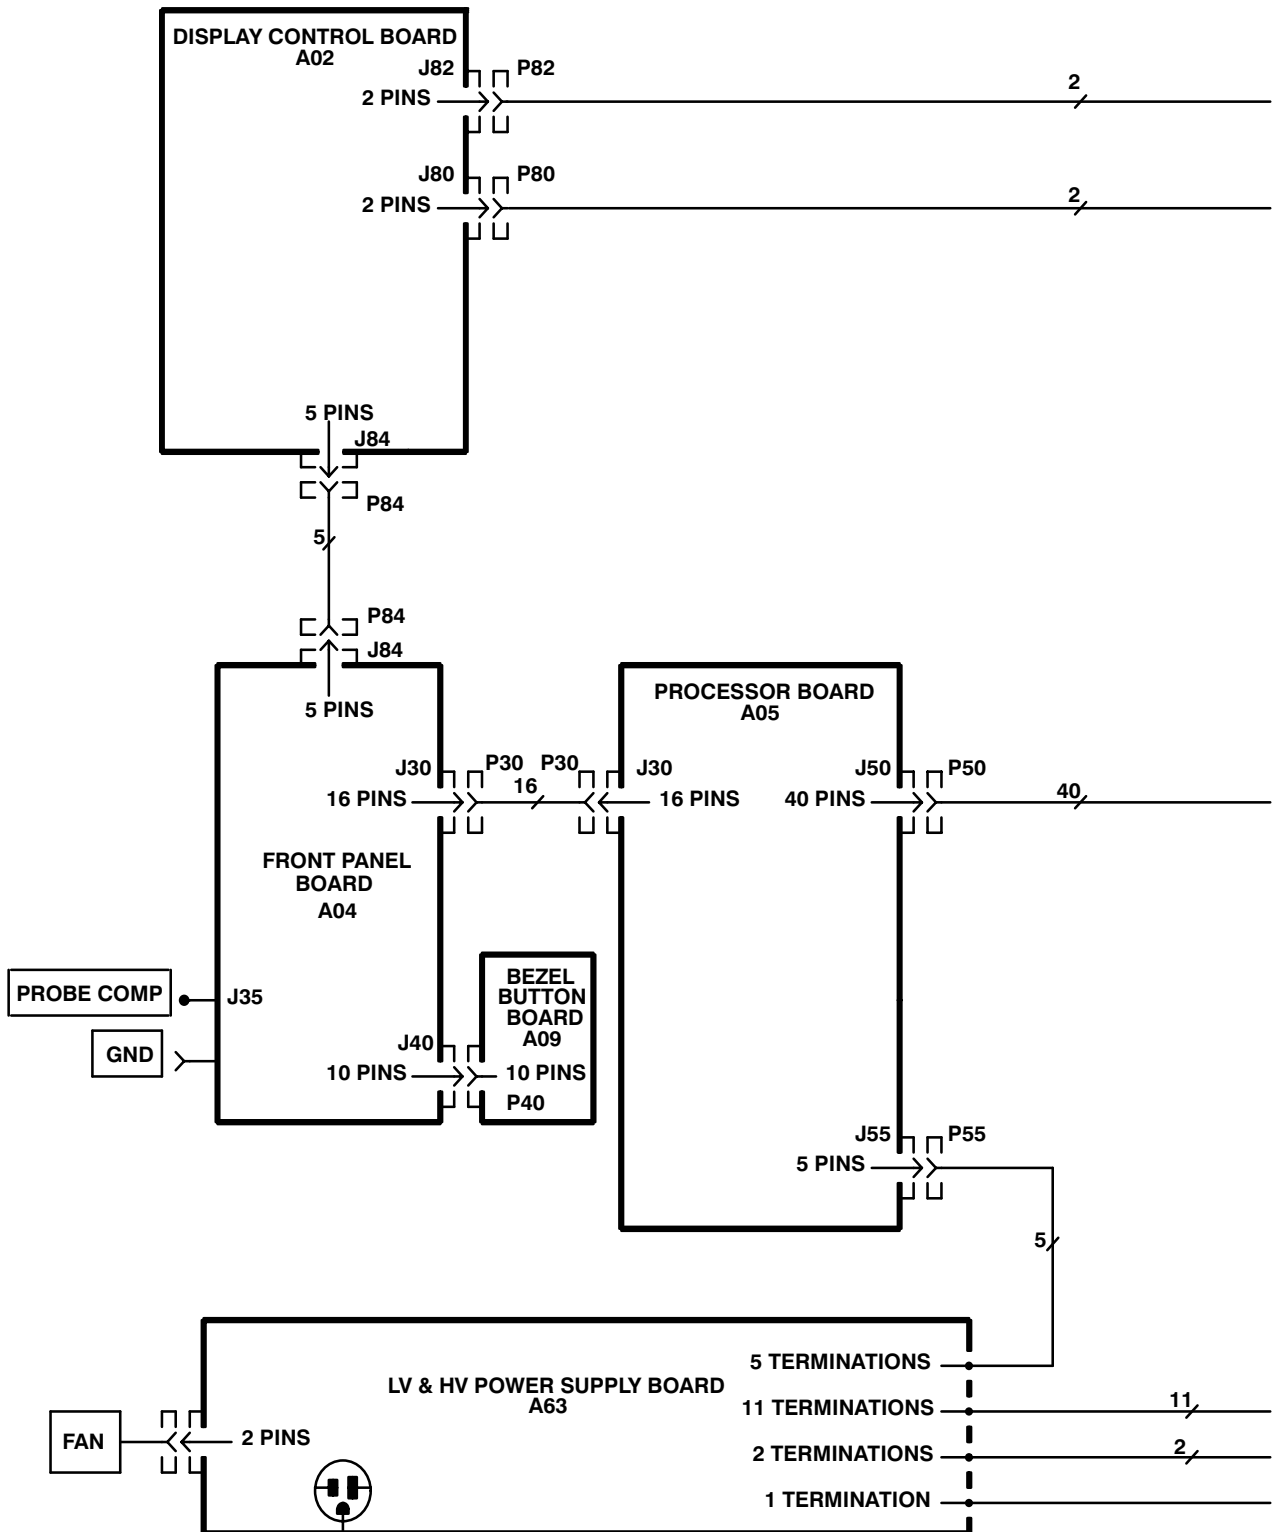 DISPLAY CONTROL BOARD
A02
J82 P82
2 PINS
2
J80 P80
2 PINS
2
5 PINS
J84
P84
5
P84
J84
5 PINS
PROCESSOR BOARD
A05
J30 P30 P30 J30
16
16 PINS 16 PINS
J50 P50
40 PINS
40
FRONT PANEL
BOARD
A04
PROBE COMP
J35
GND
BEZEL
BUTTON
BOARD
A09
J40
10 PINS 10 PINS
P40
J55 P55
5 PINS
5
5 TERMINATIONS
LV & HV POWER SUPPLY BOARD
A63
11 TERMINATIONS
11
FAN
2 PINS
2 TERMINATIONS
2
1 TERMINATION